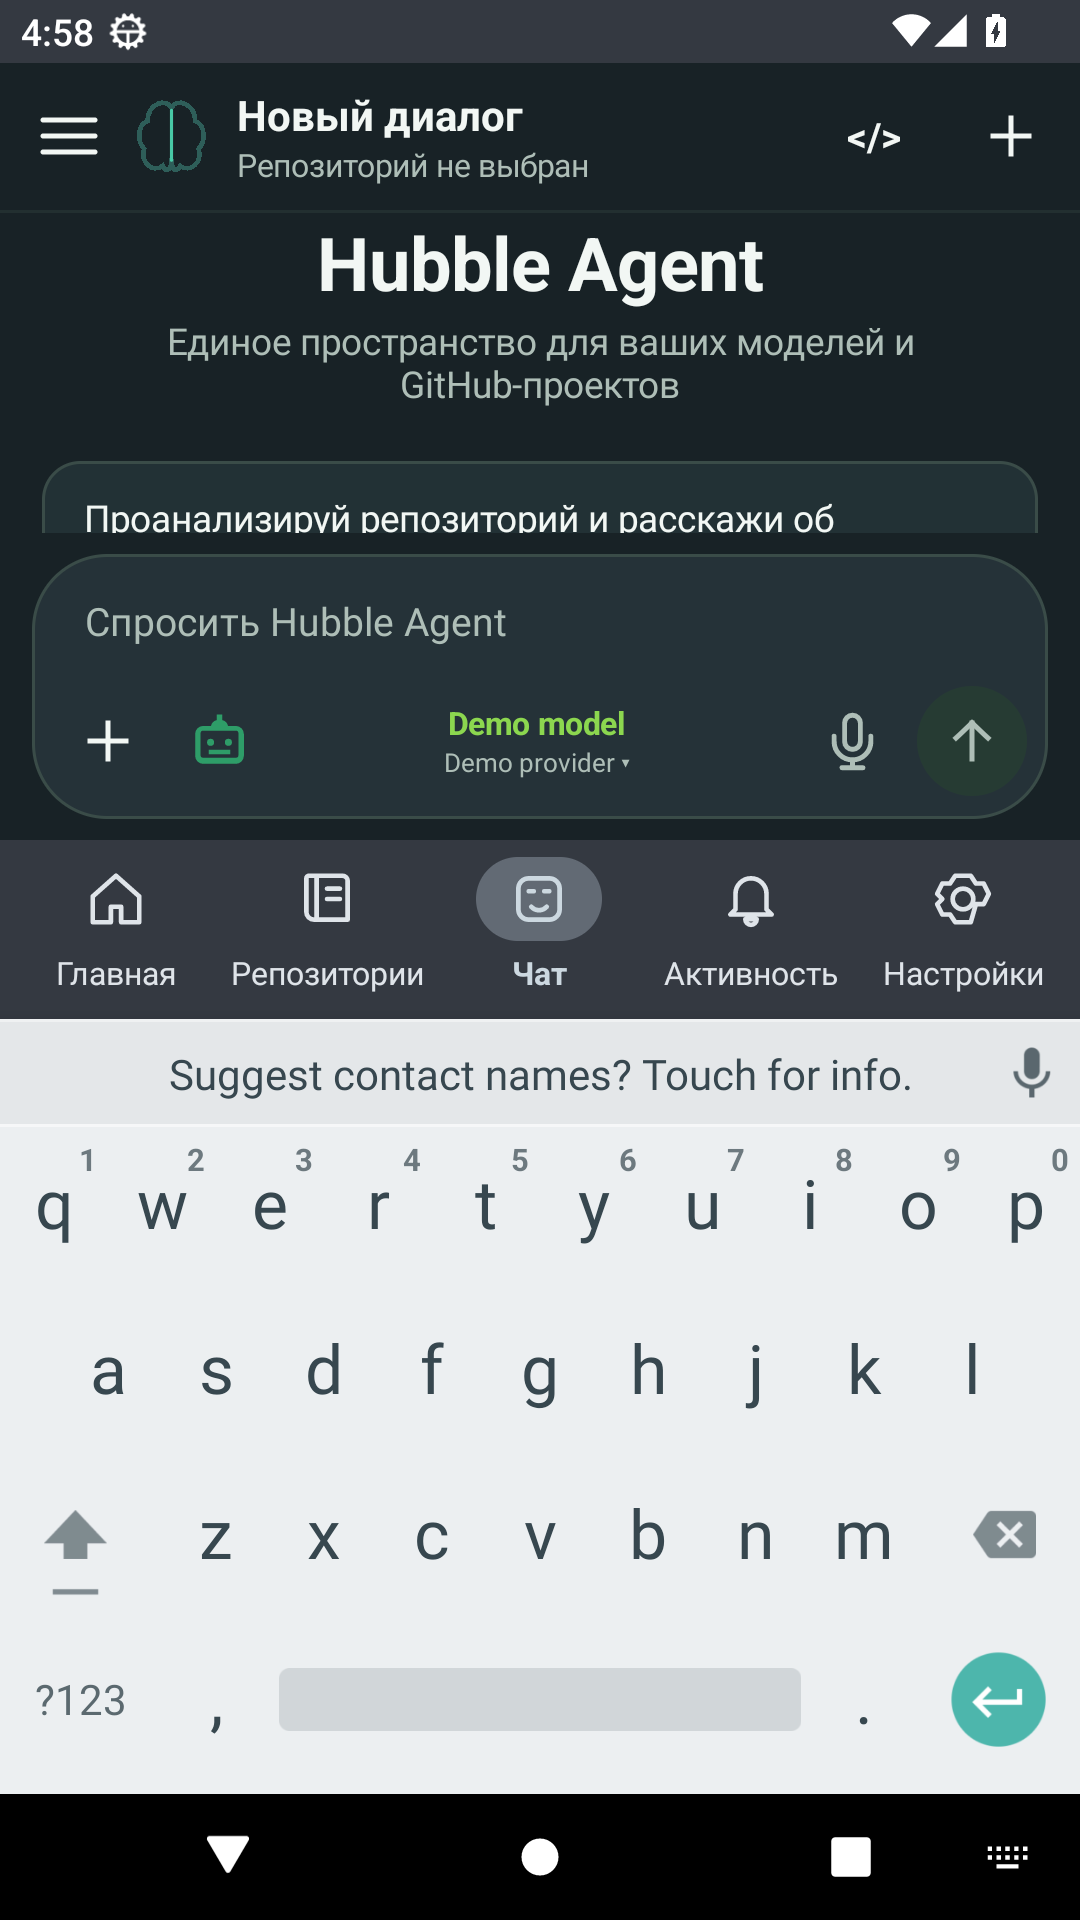 4:58
Новый диалог
Репозиторий не выбран
</>
Hubble Agent
Единое пространство для ваших моделей и
GitHub-проектов
Проанализируй репозиторий и расскажи об
Спросить Hubble Agent
Demo model
Demo provider
Главная
Репозитории
Чат
Активность
Настройки
Suggest contact names? Touch for info.
1 2 3 4 5 6 7 8 9 0
q w e r t y u i o p
a s d f g h j k l
z x c v b n m
?123 , .